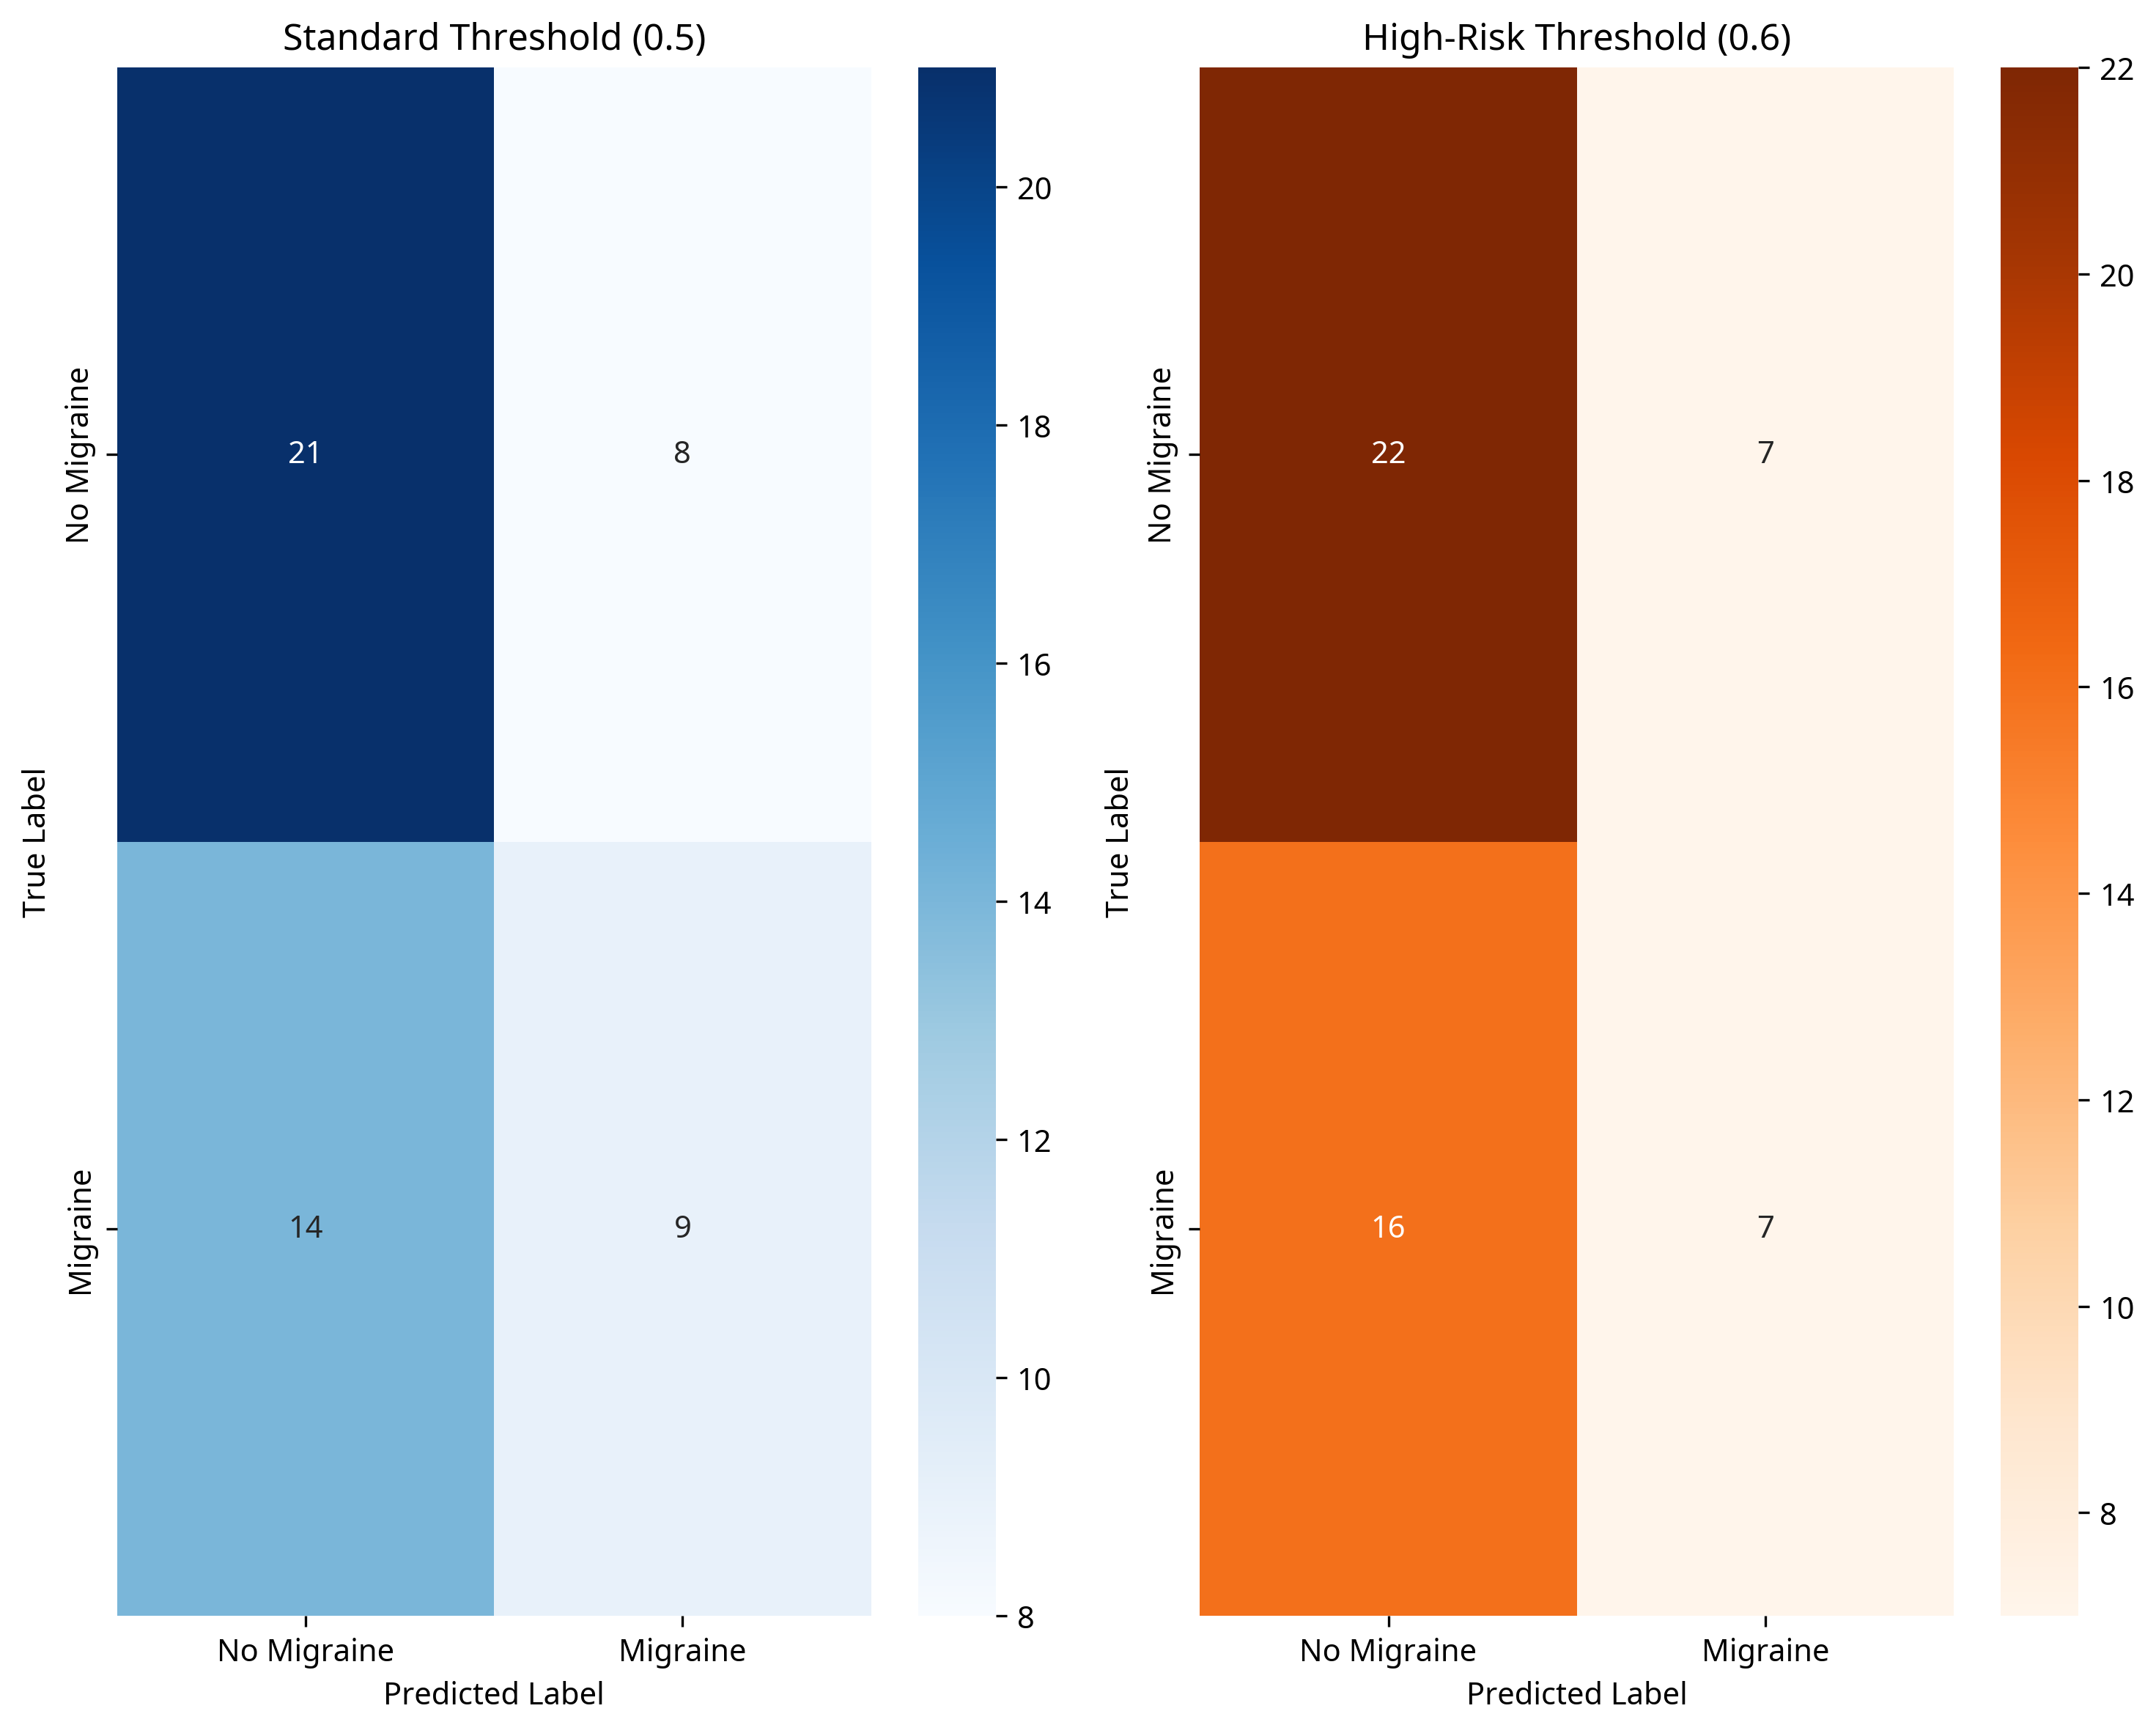 Standard Threshold (0.5)
True Label
No Migraine
Migraine
21
8
14
9
No Migraine
Migraine
Predicted Label
20
18
16
14
12
10
8
High-Risk Threshold (0.6)
True Label
No Migraine
Migraine
22
7
16
7
No Migraine
Migraine
Predicted Label
22
20
18
16
14
12
10
8